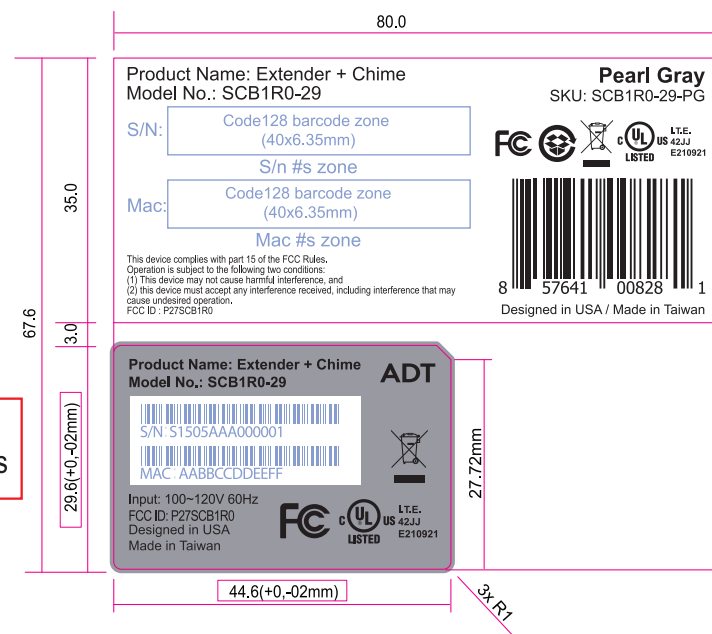 80.0
Product Name: Extender + Chime
Model No.: SCB1R0-29
Pearl Gray
SKU: SCB1R0-29-PG
S/N:
Code128 barcode zone
(40x6.35mm)
S/n #s zone
Mac:
Code128 barcode zone
(40x6.35mm)
Mac #s zone
FC
C UL US
LISTED
I.T.E.
42JJ
E210921
This device complies with part 15 of the FCC Rules.
Operation is subject to the following two conditions:
(1) This device may not cause harmful interference, and
(2) this device must accept any interference received, including interference that may
cause undesired operation.
FCC ID : P27SCB1R0
8 57641 00828 1
Designed in USA / Made in Taiwan
35.0
67.6
3.0
Product Name: Extender + Chime
Model No.: SCB1R0-29
ADT
S/N: S1505AAA000001
MAC : AABBCCDDEEFF
Input: 100~120V 60Hz
FCC ID: P27SCB1R0
Designed in USA
Made in Taiwan
FC
C UL US
LISTED
I.T.E.
42JJ
E210921
S
29.6(+0,-02mm)
27.72mm
44.6(+0,-02mm)
3x R1